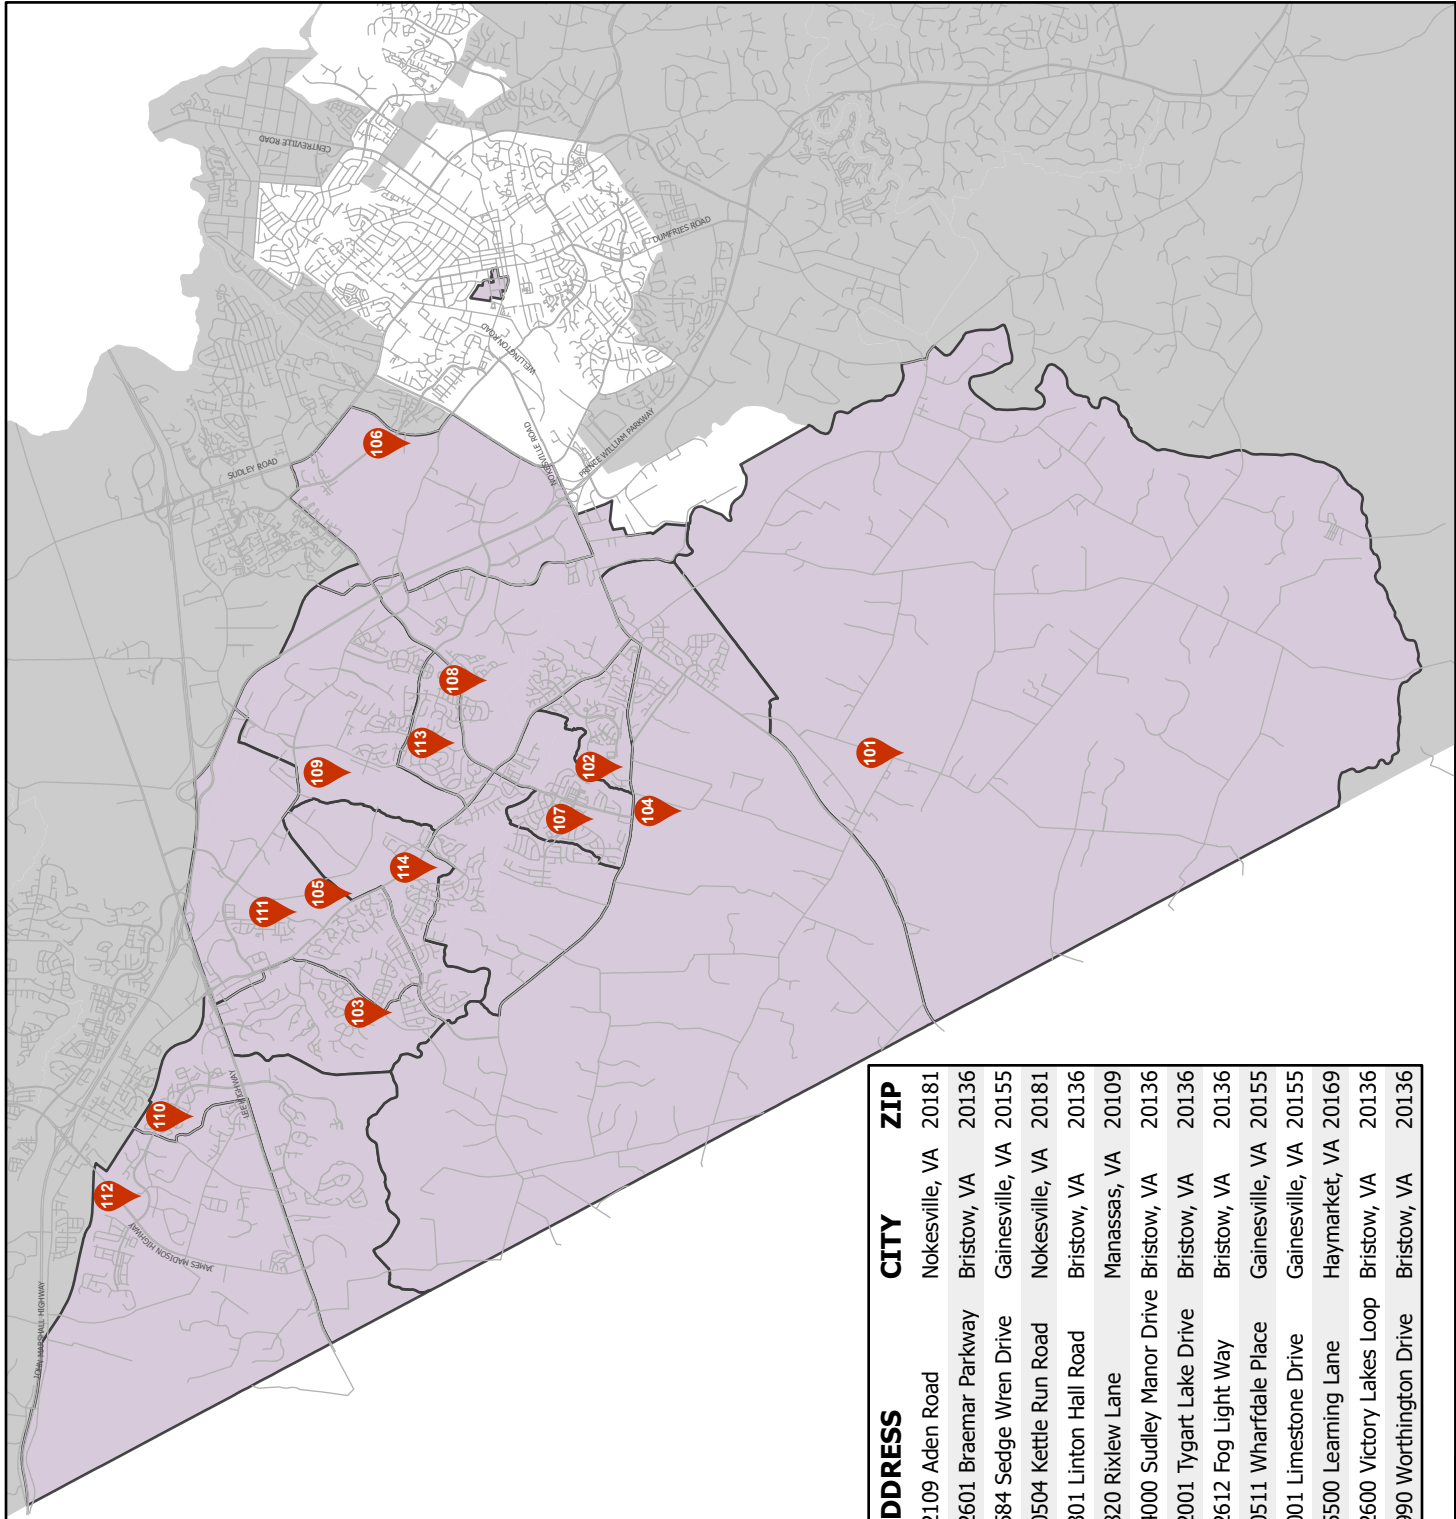 CENTREVILLE ROAD
DUMFRIES ROAD
WELLINGTON ROAD
SUDLEY ROAD
NOKESVILLE ROAD
PRINCE WILLIAM PARKWAY
LEE HIGHWAY
JAMES MADISON HIGHWAY
JOHN MARSHALL HIGHWAY
106
108
113
109
102
101
107
104
114
105
111
103
110
112
DDRESS CITY ZIP
2109 Aden Road Nokesville, VA 20181
2601 Braemar Parkway Bristow, VA 20136
584 Sedge Wren Drive Gainesville, VA 20155
0504 Kettle Run Road Nokesville, VA 20181
301 Linton Hall Road Bristow, VA 20136
820 Rixlew Lane Manassas, VA 20109
4000 Sudley Manor Drive Bristow, VA 20136
2001 Tygart Lake Drive Bristow, VA 20136
2612 Fog Light Way Bristow, VA 20136
0511 Wharfdale Place Gainesville, VA 20155
001 Limestone Drive Gainesville, VA 20155
5500 Learning Lane Haymarket, VA 20169
2600 Victory Lakes Loop Bristow, VA 20136
990 Worthington Drive Bristow, VA 20136